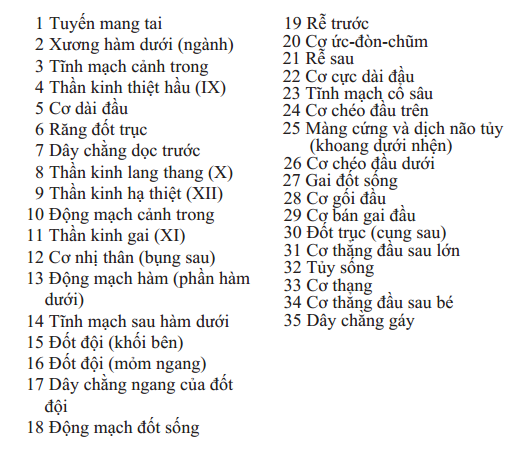 1 Tuyến mang tai
2 Xương hàm dưới (ngành)
3 Tĩnh mạch cảnh trong
4 Thần kinh thiệt hầu (IX)
5 Cơ dài đầu
6 Răng đốt trục
7 Dây chằng dọc trước
8 Thần kinh lang thang (X)
9 Thần kinh hạ thiệt (XII)
10 Động mạch cảnh trong
11 Thần kinh gai (XI)
12 Cơ nhị thân (bụng sau)
13 Động mạch hàm (phần hàm
dưới)
14 Tĩnh mạch sau hàm dưới
15 Đốt đội (khối bên)
16 Đốt đội (mỏm ngang)
17 Dây chằng ngang của đốt
đội
18 Động mạch đốt sống
19 Rễ trước
20 Cơ ức-đòn-chũm
21 Rễ sau
22 Cơ cực dài đầu
23 Tĩnh mạch cổ sâu
24 Cơ chéo đầu trên
25 Màng cứng và dịch não tủy
(khoang dưới nhện)
26 Cơ chéo đầu dưới
27 Gai đốt sống
28 Cơ gối đầu
29 Cơ bán gai đầu
30 Đốt trục (cung sau)
31 Cơ thẳng đầu sau lớn
32 Tủy sống
33 Cơ thang
34 Cơ thẳng đầu sau bé
35 Dây chằng gáy